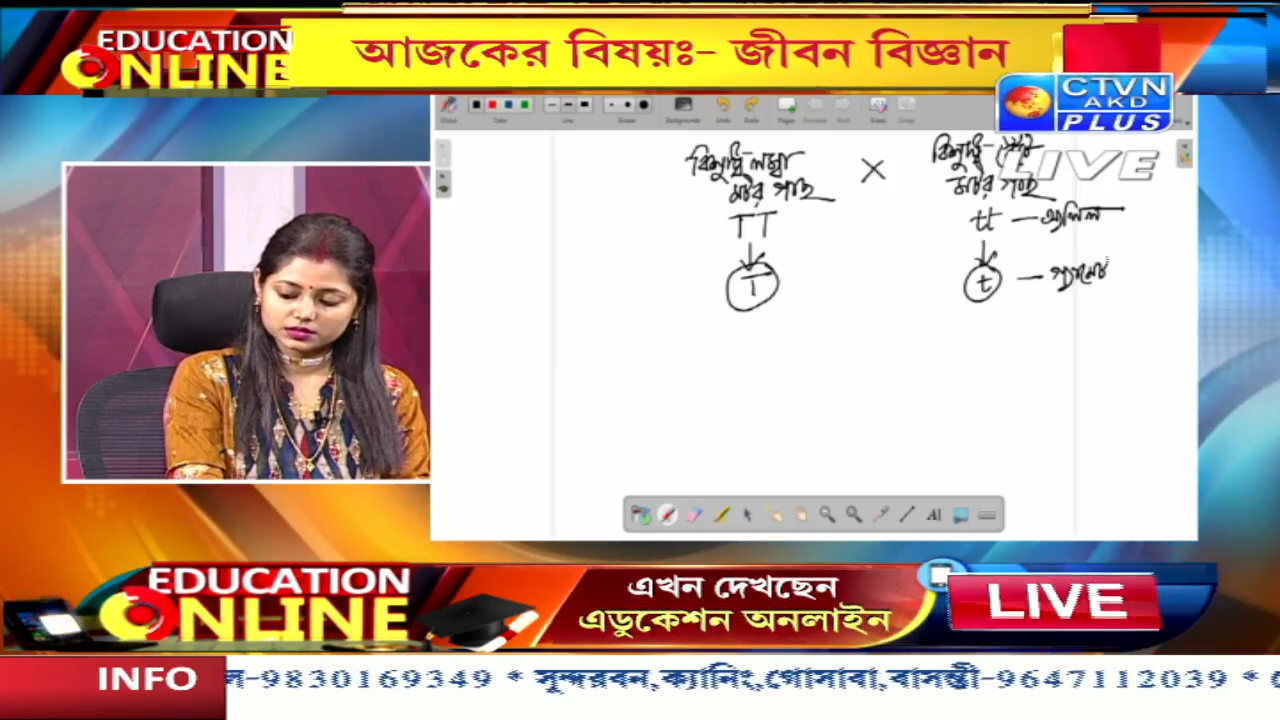 EDUCATION
ONLINE
আজকের বিষয়ঃ- জীবন বিজ্ঞান
CTVN
AKD
PLUS
LIVE
বিশুদ্ধ লম্বা
মটর গাছ
×
বিশুদ্ধ
মটর গাছ
TT
tt — অ্যালিল
T
t
EDUCATION
ONLINE
এখন দেখছেন
এডুকেশন অনলাইন
LIVE
INFO
ল-9830169349 * সুন্দরবন,ক্যানিং,গোসাবা,বাসন্তী-9647112039 *